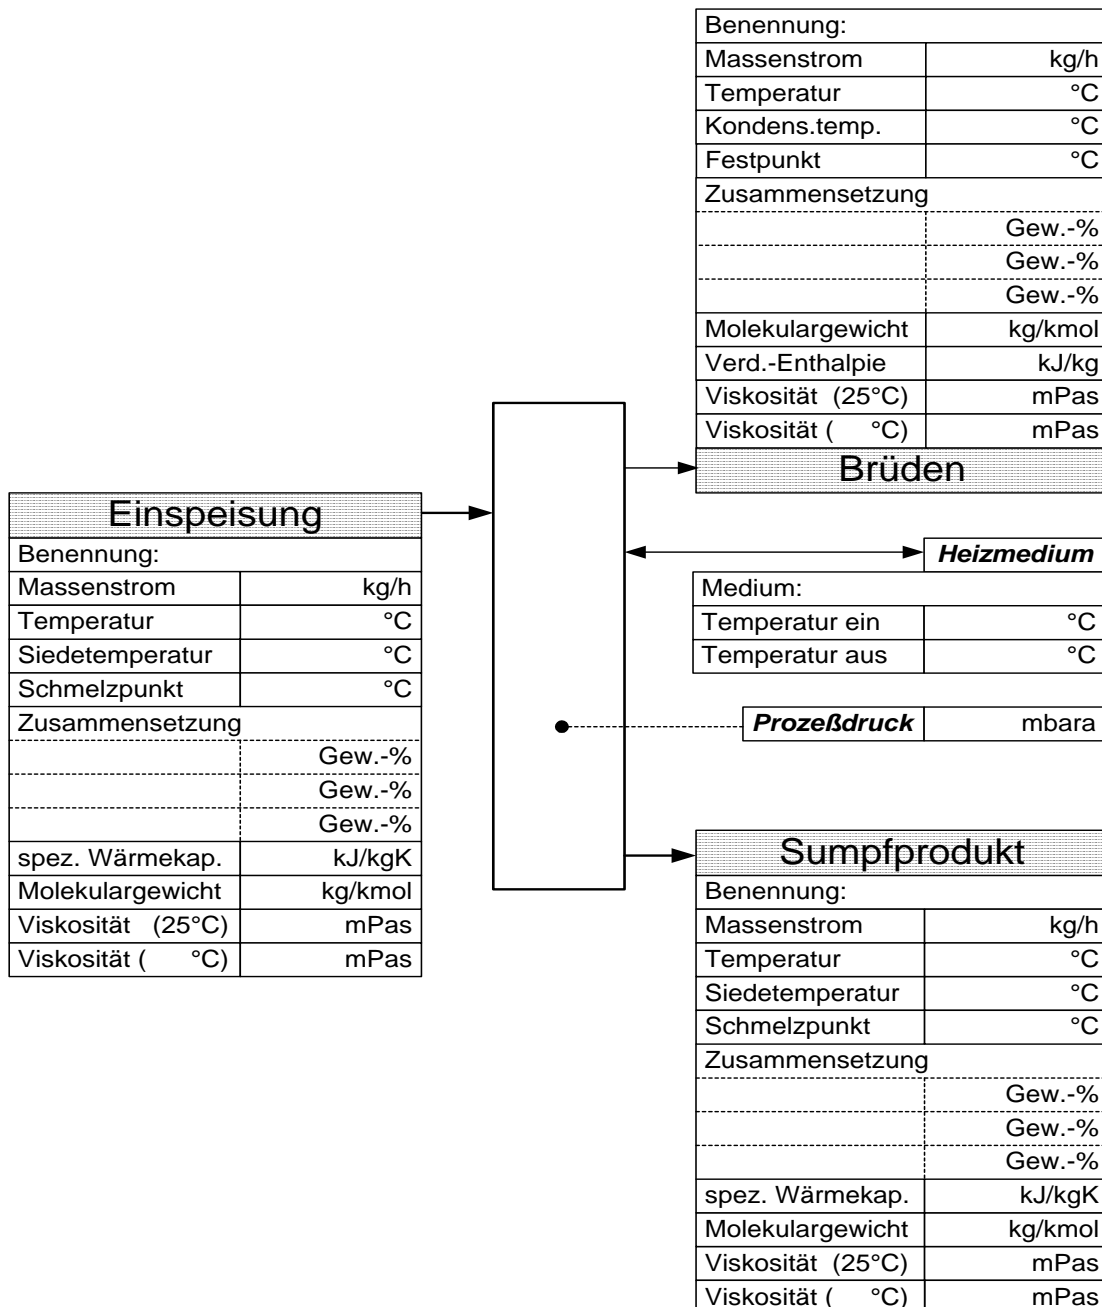 Benennung:
Massenstrom kg/h
Temperatur °C
Kondens.temp. °C
Festpunkt °C
Zusammensetzung
Gew.-%
Gew.-%
Gew.-%
Molekulargewicht kg/kmol
Verd.-Enthalpie kJ/kg
Viskosität (25°C) mPas
Viskosität ( °C) mPas
Brüden
Einspeisung
Benennung:
Massenstrom kg/h
Temperatur °C
Siedetemperatur °C
Schmelzpunkt °C
Zusammensetzung
Gew.-%
Gew.-%
Gew.-%
spez. Wärmekap. kJ/kgK
Molekulargewicht kg/kmol
Viskosität (25°C) mPas
Viskosität ( °C) mPas
Heizmedium
Medium:
Temperatur ein °C
Temperatur aus °C
Prozeßdruck mbara
Sumpfprodukt
Benennung:
Massenstrom kg/h
Temperatur °C
Siedetemperatur °C
Schmelzpunkt °C
Zusammensetzung
Gew.-%
Gew.-%
Gew.-%
spez. Wärmekap. kJ/kgK
Molekulargewicht kg/kmol
Viskosität (25°C) mPas
Viskosität ( °C) mPas